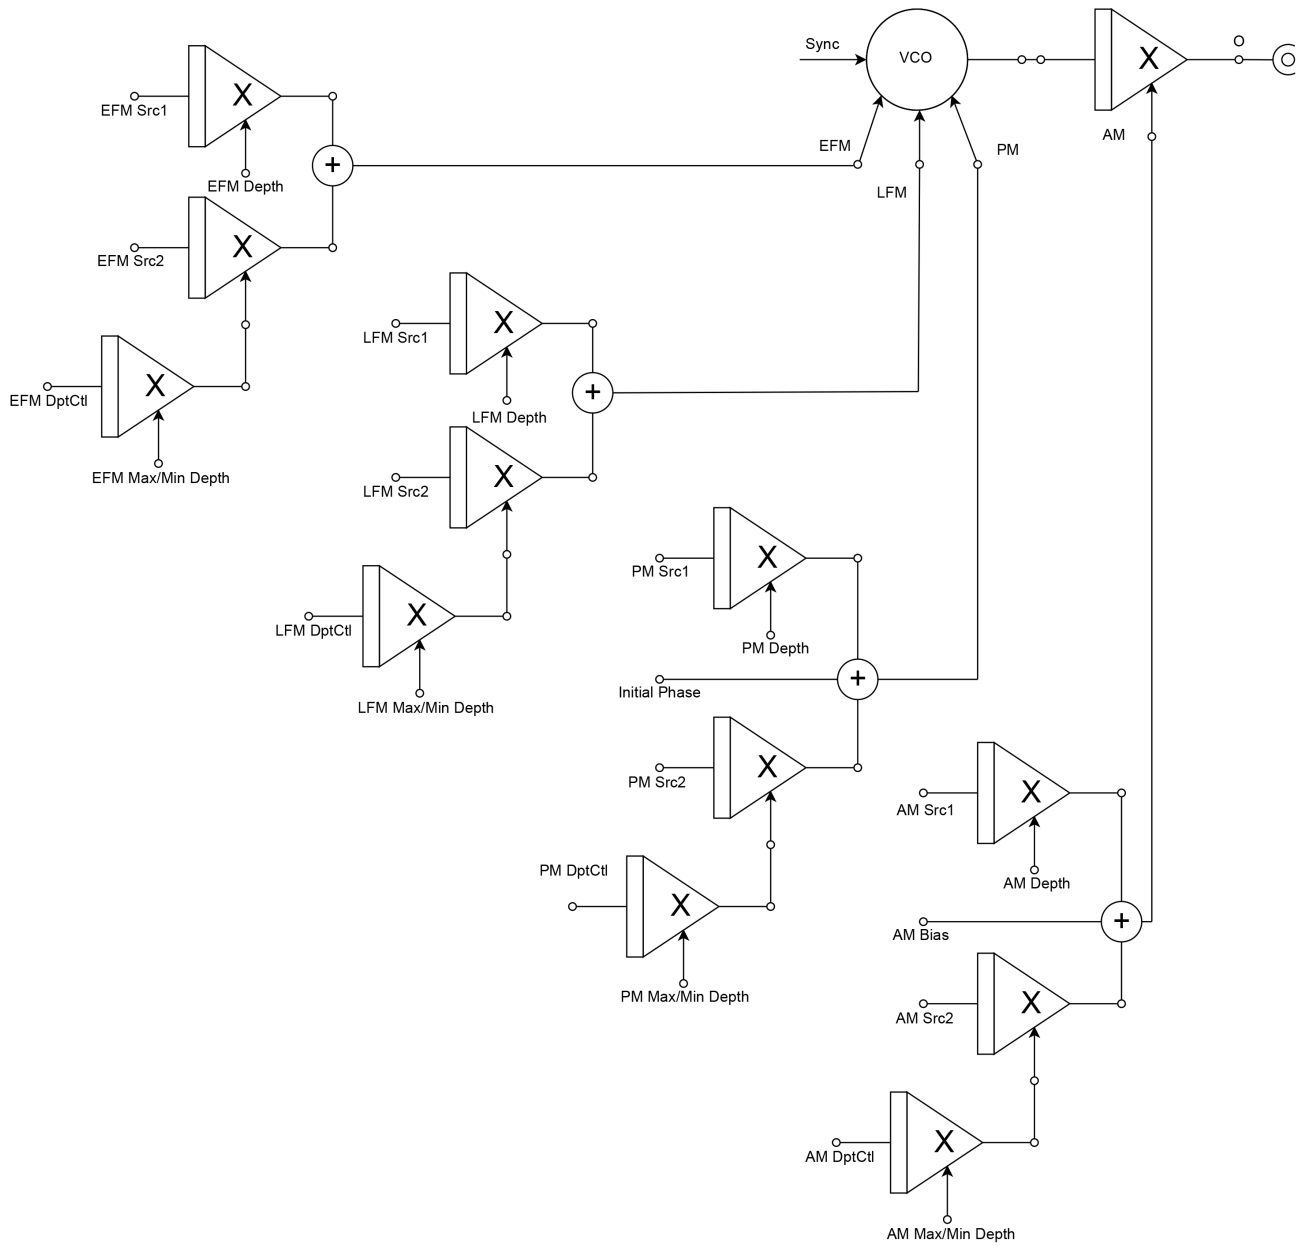 Sync
VCO
X
O
EFM
LFM
PM
AM
X
EFM Src1
EFM Depth
+
X
EFM Src2
X
EFM DptCtl
EFM Max/Min Depth
X
LFM Src1
LFM Depth
+
X
LFM Src2
X
LFM DptCtl
LFM Max/Min Depth
X
PM Src1
PM Depth
+
Initial Phase
X
PM Src2
PM DptCtl
X
PM Max/Min Depth
X
AM Src1
AM Depth
+
AM Bias
X
AM Src2
X
AM DptCtl
AM Max/Min Depth